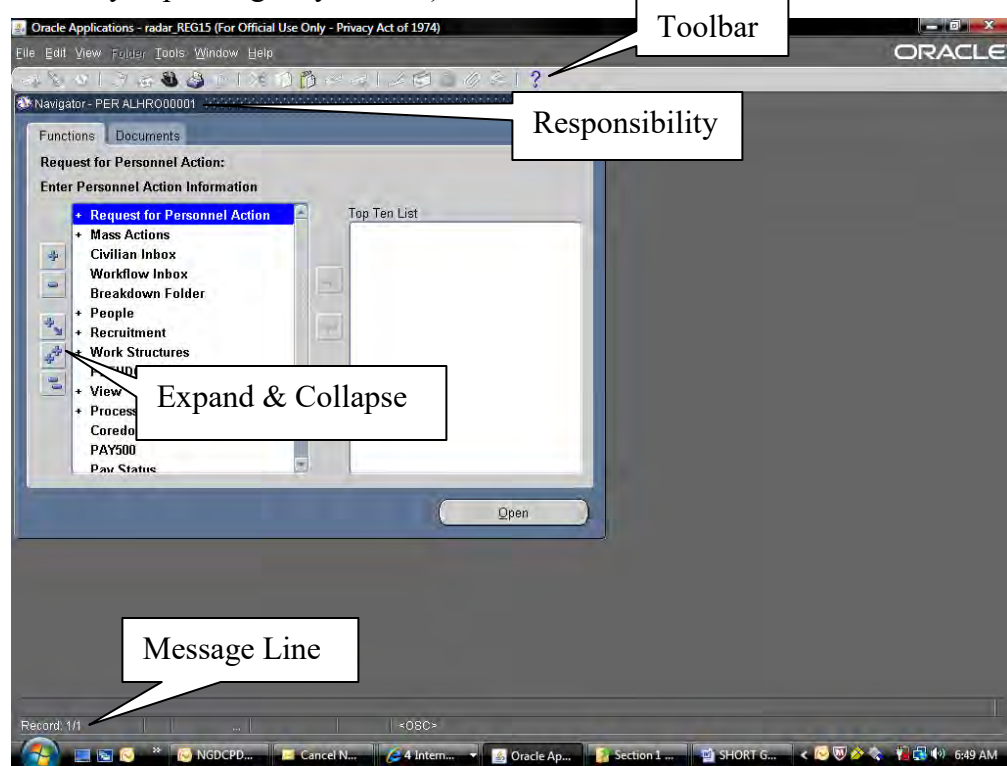 Toolbar
Oracle Applications - radar_REG15 (For Official Use Only - Privacy Act of 1974)
File Edit View Folder Tools Window Help
ORACLE
Navigator - PER ALHRO00001
Responsibility
Functions Documents
Request for Personnel Action:
Enter Personnel Action Information
+ Request for Personnel Action
Top Ten List
+ Mass Actions
Civilian Inbox
Workflow Inbox
Breakdown Folder
+ People
+ Recruitment
+ Work Structures
+ View
Expand & Collapse
+ Process
Coredo
PAY500
Pay Status
Open
Message Line
Record: 1/1
...
<OSC>
NGDCPD... Cancel N... 4 Intern... Oracle Ap... Section 1 ... SHORT G... 6:49 AM